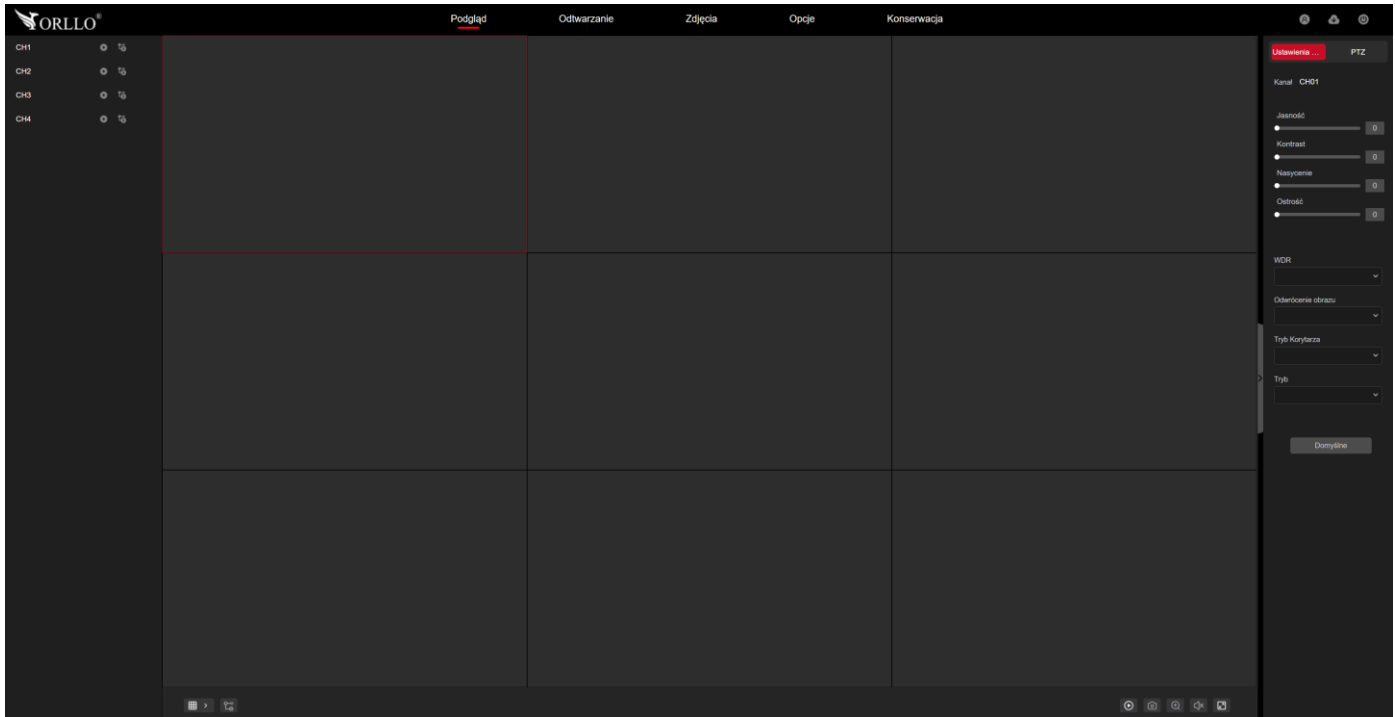 ORLLO®
Podgląd Odtwarzanie Zdjęcia Opcje Konserwacja
CH1
CH2
CH3
CH4
Ustawienia ... PTZ
Kanał CH01
Jasność
0
Kontrast
0
Nasycenie
0
Ostrość
0
WDR
Odwrócenie obrazu
Tryb Korytarza
Tryb
Domyślne